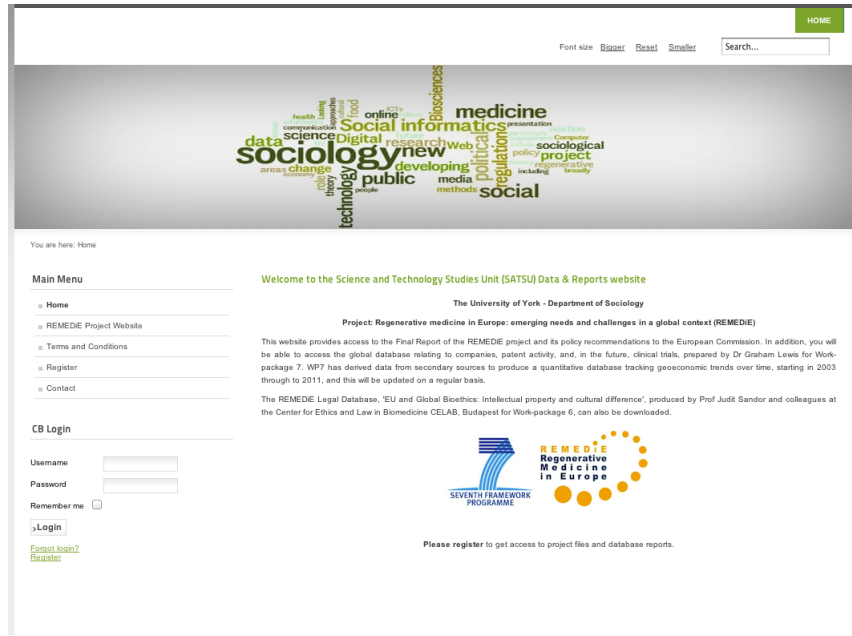 HOME
Font size Bigger Reset Smaller
Search...
Biosciences
health
Looking
approaches
cultural
food
online
ICTs
medicine
communication
Social informatics
presentation
relation
data
science
Digital
future
research
Web
political
regulation
Computer
sociological
sociology
new
policy
project
areas
change
developing
regenerative
economy
role
theory
technology
public
media
including
broadly
people
methods
social
You are here: Home
Main Menu
Home
REMEDiE Project Website
Terms and Conditions
Register
Contact
CB Login
Username
Password
Remember me
Login
Forgot login?
Register
Welcome to the Science and Technology Studies Unit (SATSU) Data & Reports website
The University of York - Department of Sociology
Project: Regenerative medicine in Europe: emerging needs and challenges in a global context (REMEDiE)
This website provides access to the Final Report of the REMEDiE project and its policy recommendations to the European Commission. In addition, you will
be able to access the global database relating to companies, patent activity, and, in the future, clinical trials, prepared by Dr Graham Lewis for Work-
package 7. WP7 has derived data from secondary sources to produce a quantitative database tracking geoeconomic trends over time, starting in 2003
through to 2011, and this will be updated on a regular basis.
The REMEDiE Legal Database, 'EU and Global Bioethics: Intellectual property and cultural difference', produced by Prof Judit Sandor and colleagues at
the Center for Ethics and Law in Biomedicine CELAB, Budapest for Work-package 6, can also be downloaded.
SEVENTH FRAMEWORK
PROGRAMME
REMEDiE
Regenerative
Medicine
in Europe
Please register to get access to project files and database reports.